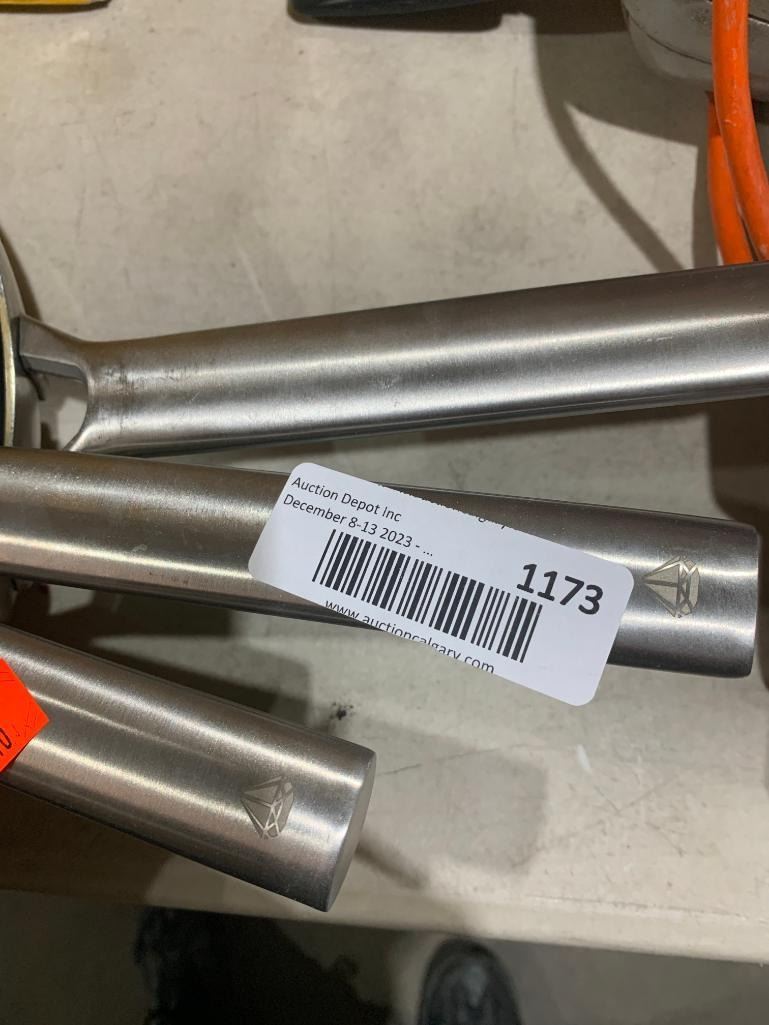 Auction Depot Inc
December 8-13 2023 - ...
1173
www.auctioncalgary.com